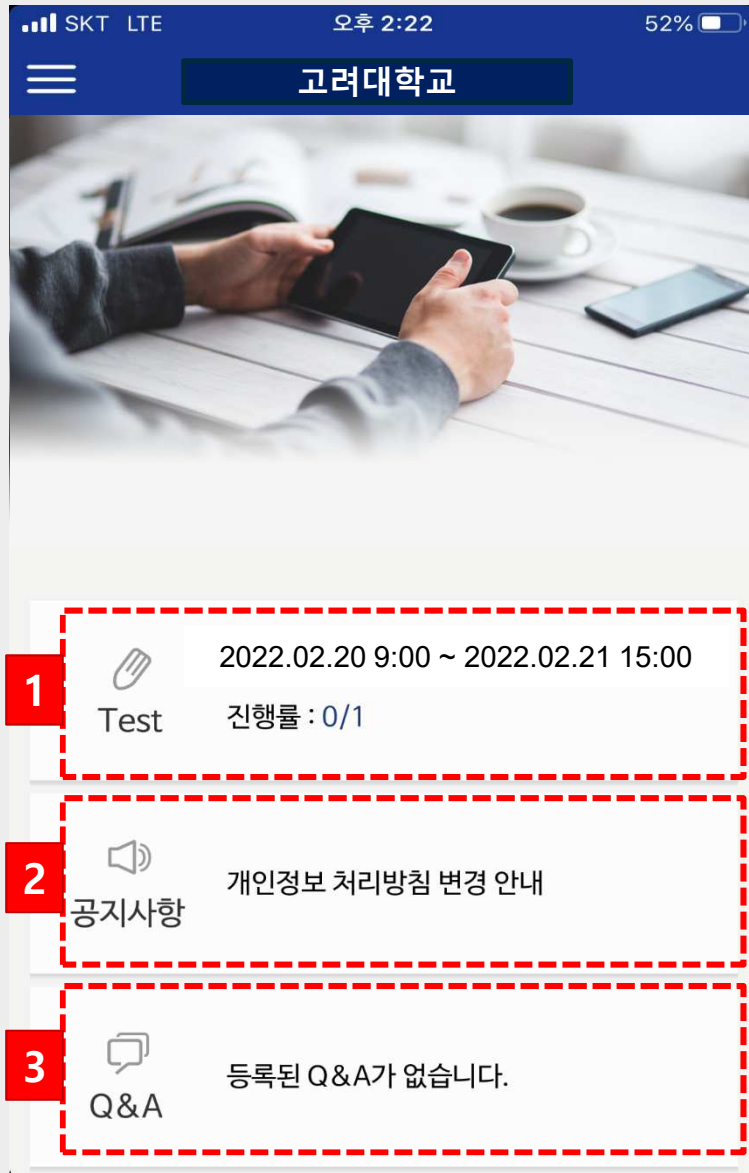 SKT LTE 오후 2:22 52%
고려대학교
1
2022.02.20 9:00 ~ 2022.02.21 15:00
Test
진행률 : 0/1
2
개인정보 처리방침 변경 안내
공지사항
3
등록된 Q&A가 없습니다.
Q&A